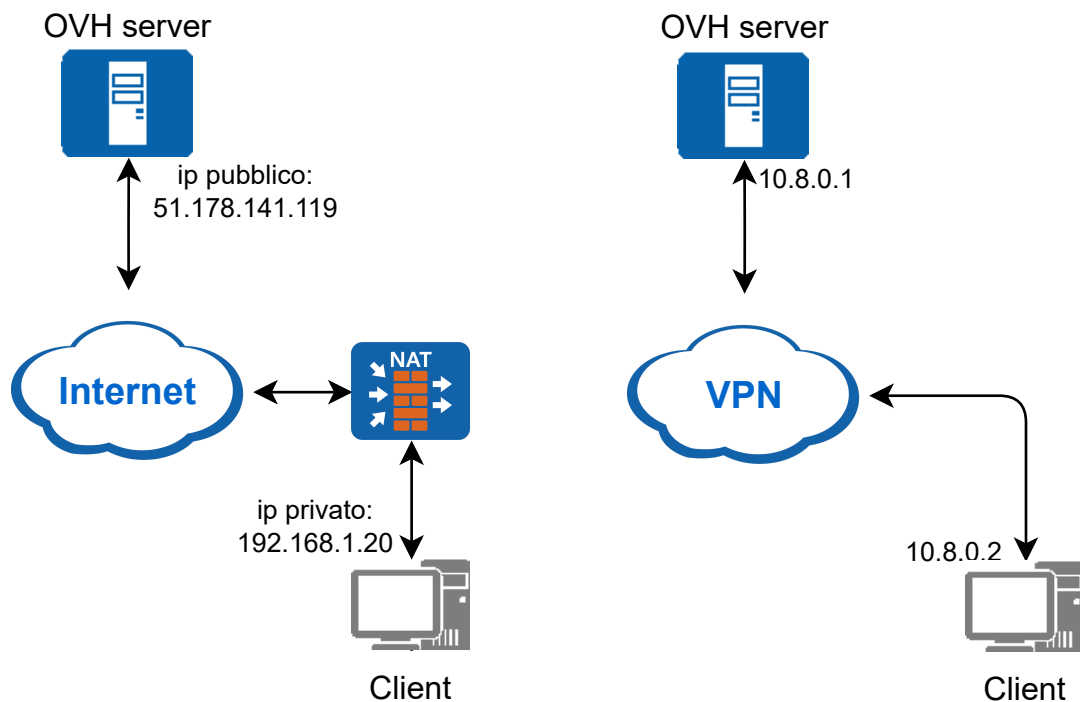 OVH server
ip pubblico:
51.178.141.119
Internet
NAT
ip privato:
192.168.1.20
Client
OVH server
10.8.0.1
VPN
10.8.0.2
Client